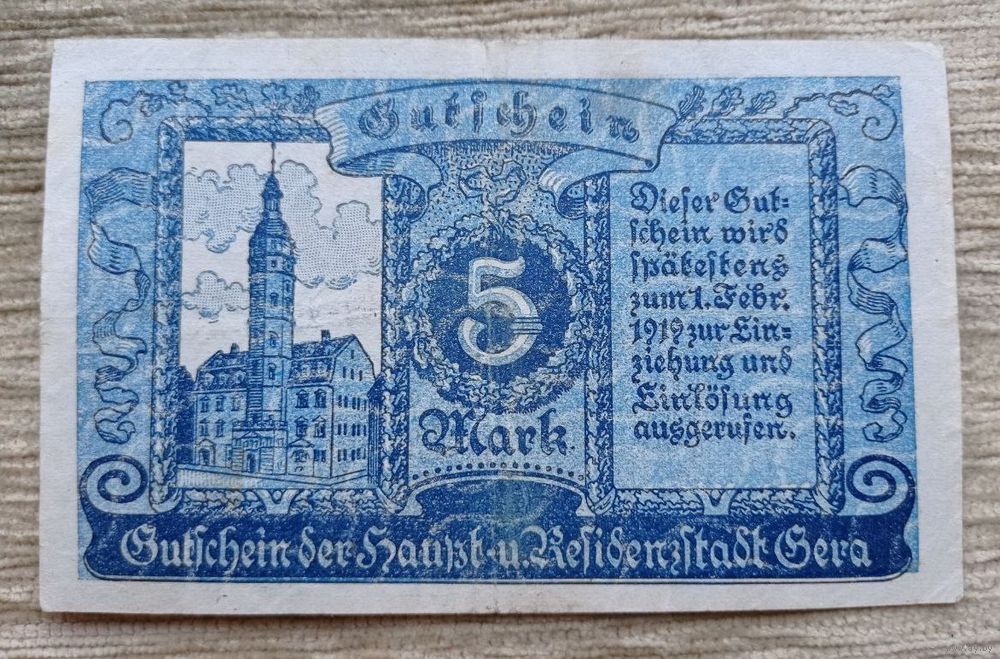 Gutschein
5
Mark
Dieser Gut-
schein wird
spätestens
zum 1. Febr.
1919 zur Ein-
ziehung und
Einlösung
ausgerufen.
Gutschein der Haupt- u. Residenzstadt Gera